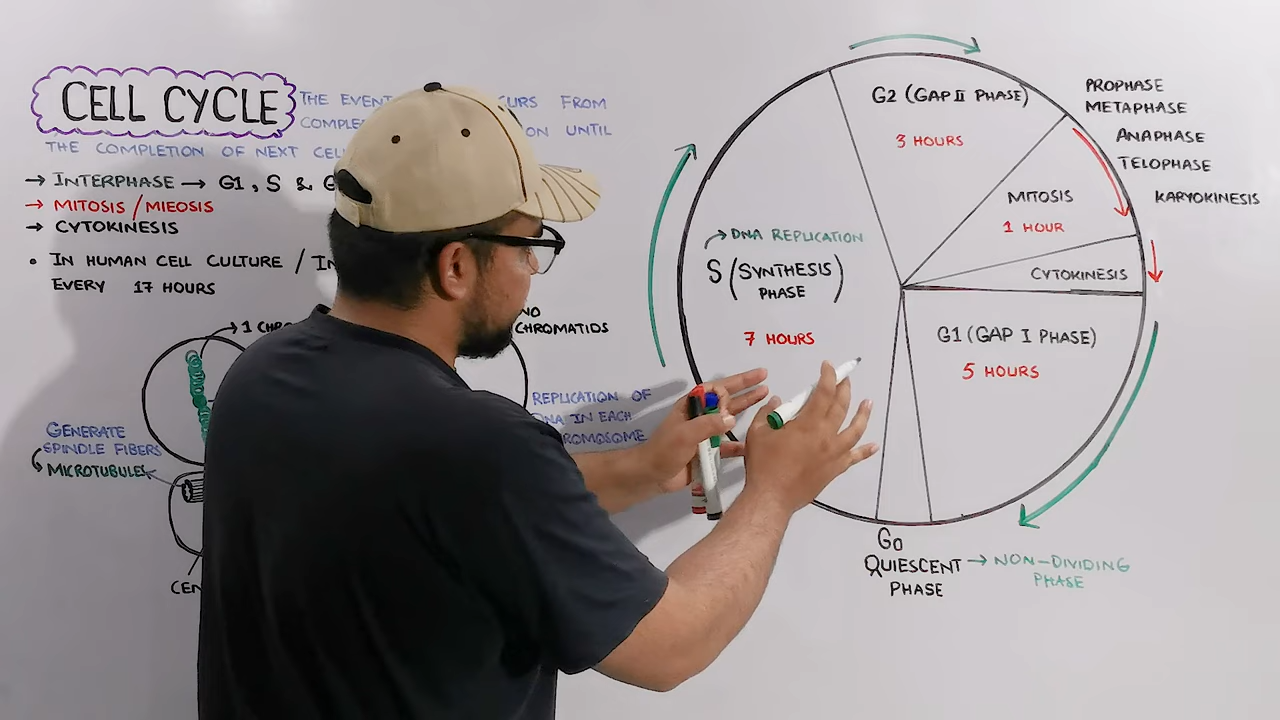 CELL CYCLE
THE EVENT URS FROM
COMPLE ON UNTIL
THE COMPLETION OF NEXT CEL
→ INTERPHASE → G1, S & G
→ MITOSIS / MIEOSIS
→ CYTOKINESIS
• IN HUMAN CELL CULTURE / IN
EVERY 17 HOURS
→ 1 CHRO
NO
CHROMATIDS
REPLICATION OF
DNA IN EACH
CHROMOSOME
GENERATE
SPINDLE FIBERS
MICROTUBULES
CEN
G2 (GAP II PHASE)
3 HOURS
PROPHASE
METAPHASE
ANAPHASE
TELOPHASE
KARYOKINESIS
MITOSIS
1 HOUR
CYTOKINESIS
DNA REPLICATION
S (SYNTHESIS PHASE)
7 HOURS
G1 (GAP I PHASE)
5 HOURS
G0
QUIESCENT → NON-DIVIDING
PHASE PHASE